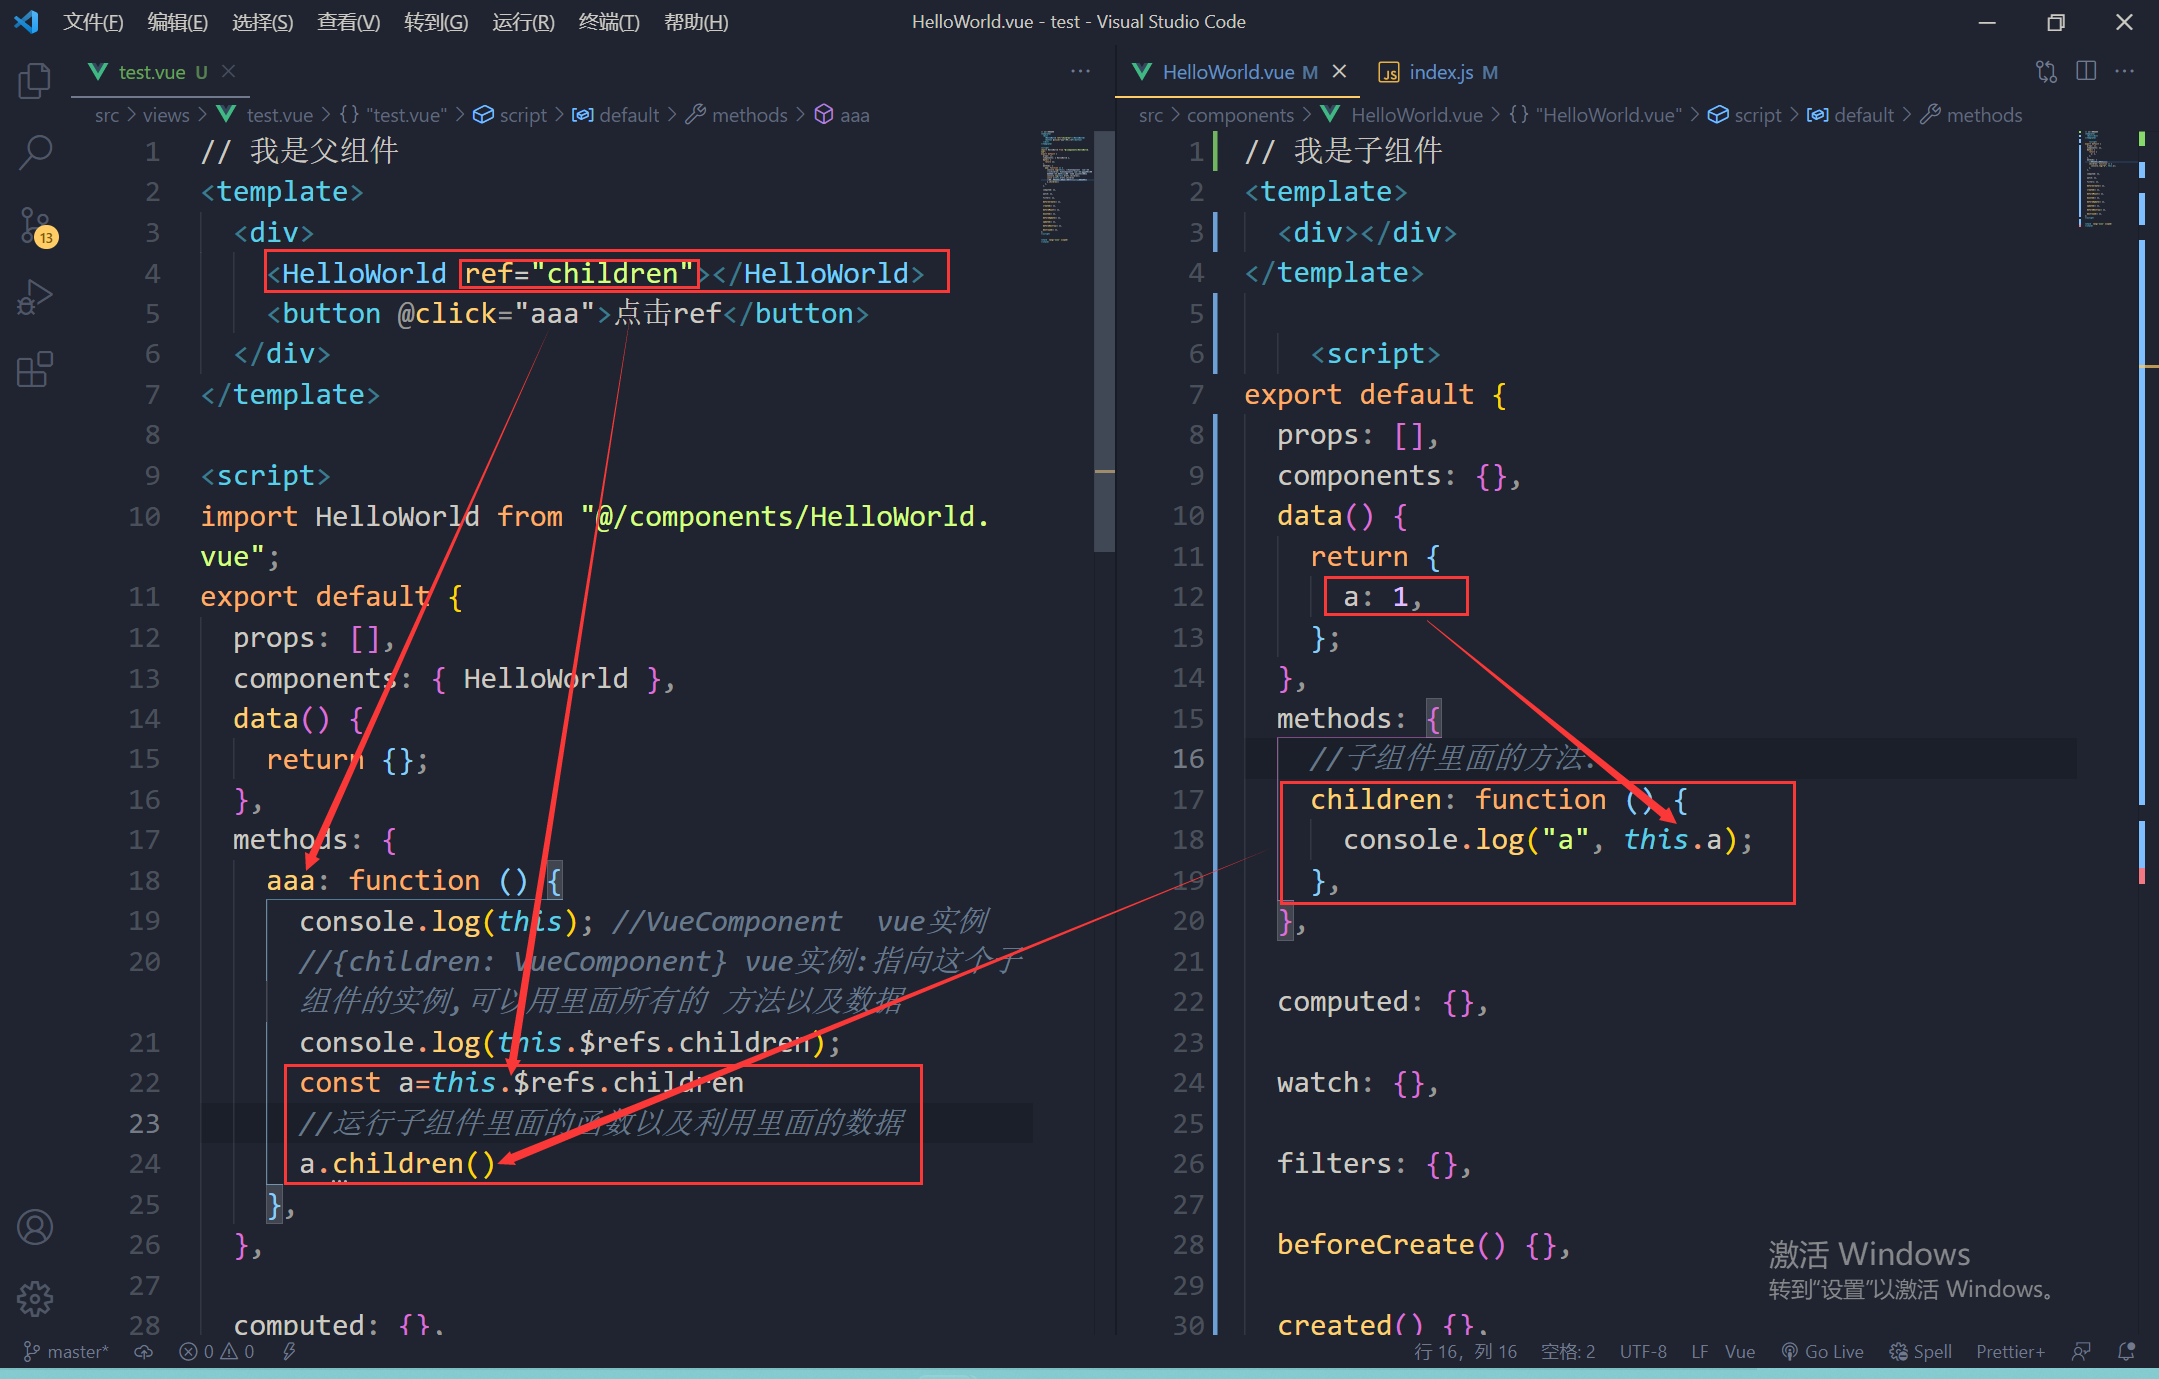 文件(F) 编辑(E) 选择(S) 查看(V) 转到(G) 运行(R) 终端(T) 帮助(H) HelloWorld.vue - test - Visual Studio Code
test.vue U
src > views > test.vue > {} "test.vue" > script > default > methods > aaa
1 // 我是父组件
2 <template>
3 <div>
4 <HelloWorld ref="children"></HelloWorld>
5 <button @click="aaa">点击ref</button>
6 </div>
7 </template>
8
9 <script>
10 import HelloWorld from "@/components/HelloWorld.
vue";
11 export default {
12 props: [],
13 components: { HelloWorld },
14 data() {
15 return {};
16 },
17 methods: {
18 aaa: function () {
19 console.log(this); //VueComponent  vue实例
20 //{children: VueComponent} vue实例:指向这个子
组件的实例,可以用里面所有的 方法以及数据
21 console.log(this.$refs.children);
22 const a=this.$refs.children
23 //运行子组件里面的函数以及利用里面的数据
24 a.children()
25 },
26 },
27
28 computed: {},
HelloWorld.vue M index.js M
src > components > HelloWorld.vue > {} "HelloWorld.vue" > script > default > methods
1 // 我是子组件
2 <template>
3 <div></div>
4 </template>
5
6 <script>
7 export default {
8 props: [],
9 components: {},
10 data() {
11 return {
12 a: 1,
13 };
14 },
15 methods: {
16 //子组件里面的方法:
17 children: function () {
18 console.log("a", this.a);
19 },
20 },
21
22 computed: {},
23
24 watch: {},
25
26 filters: {},
27
28 beforeCreate() {},
29
30 created() {},
激活 Windows
转到“设置”以激活 Windows。
13
master* 0 0 行 16，列 16 空格: 2 UTF-8 LF Vue Go Live Spell Prettier+